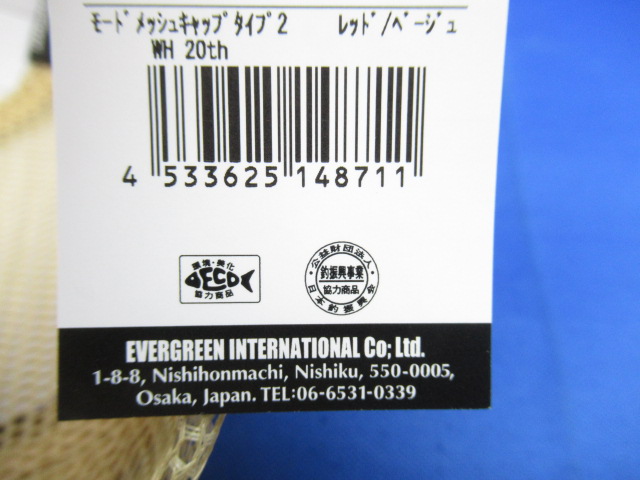 ﾓｰﾄﾞﾒｯｼｭｷｬｯﾌﾟﾀｲﾌﾟ2 ﾚｯﾄﾞ/ﾍﾞｰｼﾞｭ
WH 20th
4 533625 148711
環境・美化
ECO
協力商品
公益財団法人
釣振興事業
協力商品
日本釣振興会
EVERGREEN INTERNATIONAL Co; Ltd.
1-8-8, Nishihonmachi, Nishiku, 550-0005,
Osaka, Japan. TEL:06-6531-0339